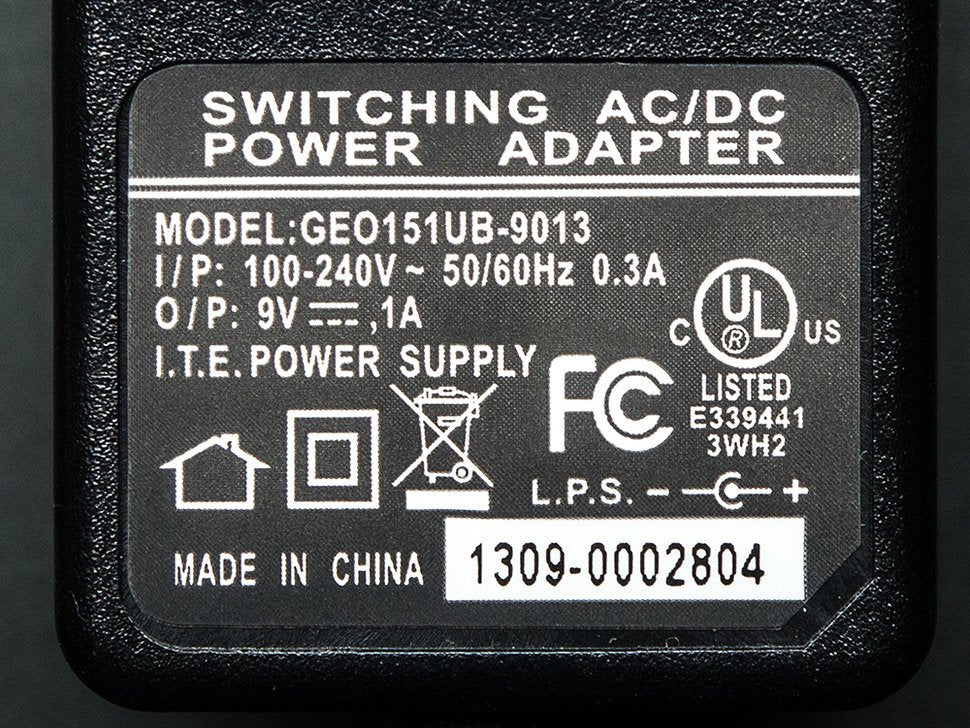 SWITCHING AC/DC
POWER ADAPTER
MODEL:GEO151UB-9013
I/P: 100-240V ~ 50/60Hz 0.3A
O/P: 9V ⎓,1A
I.T.E. POWER SUPPLY
C UL ® US
LISTED
E339441
3WH2
FC
L.P.S. - +
MADE IN CHINA 1309-0002804